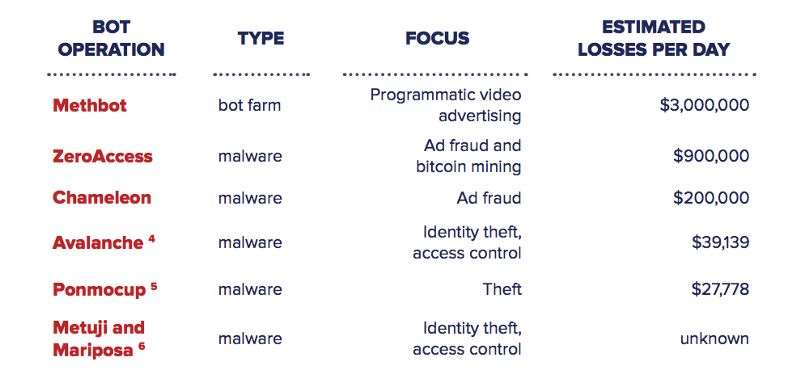 BOT OPERATION TYPE FOCUS ESTIMATED LOSSES PER DAY
Methbot bot farm Programmatic video advertising $3,000,000
ZeroAccess malware Ad fraud and bitcoin mining $900,000
Chameleon malware Ad fraud $200,000
Avalanche 4 malware Identity theft, access control $39,139
Ponmocup 5 malware Theft $27,778
Metuji and Mariposa 6 malware Identity theft, access control unknown